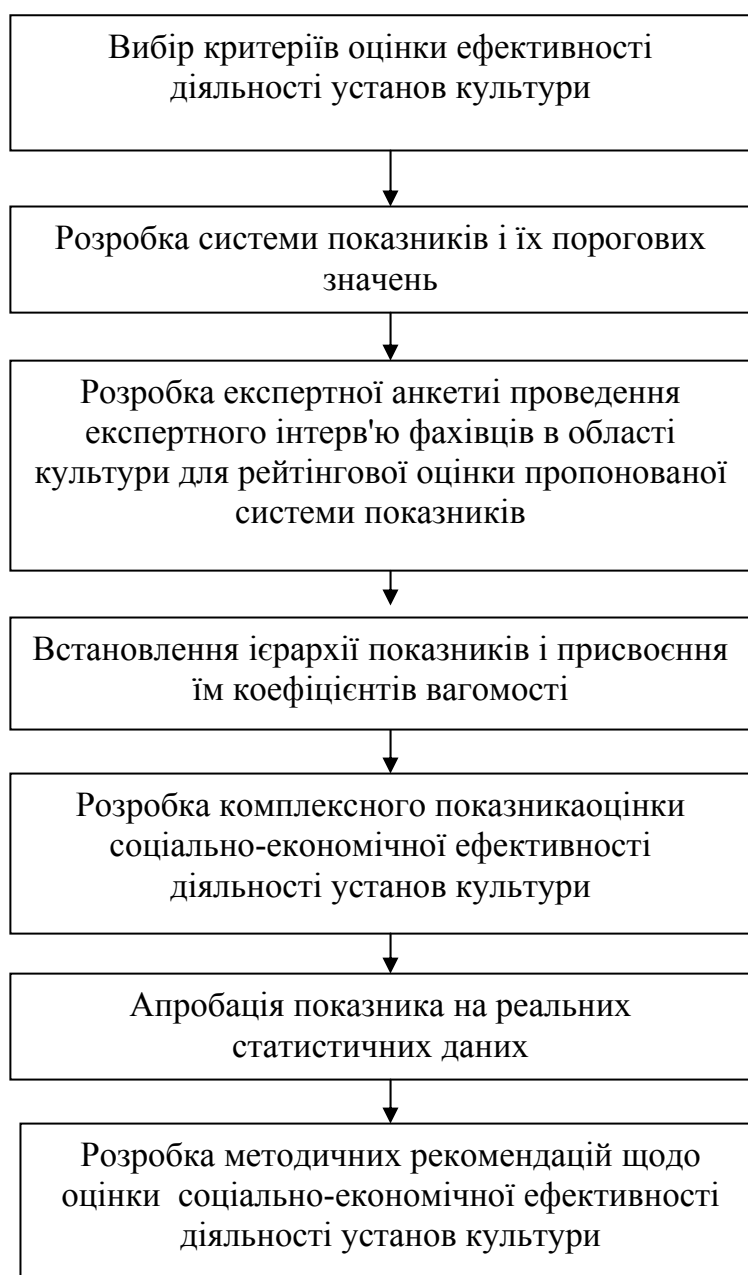 Вибір критеріїв оцінки ефективності
діяльності установ культури
Розробка системи показників і їх порогових
значень
Розробка експертної анкетиі проведення
експертного інтерв'ю фахівців в області
культури для рейтінгової оцінки пропонованої
системи показників
Встановлення ієрархії показників і присвоєння
їм коефіцієнтів вагомості
Розробка комплексного показникаоцінки
соціально-економічної ефективності
діяльності установ культури
Апробація показника на реальних
статистичних даних
Розробка методичних рекомендацій щодо
оцінки  соціально-економічної ефективності
діяльності установ культури